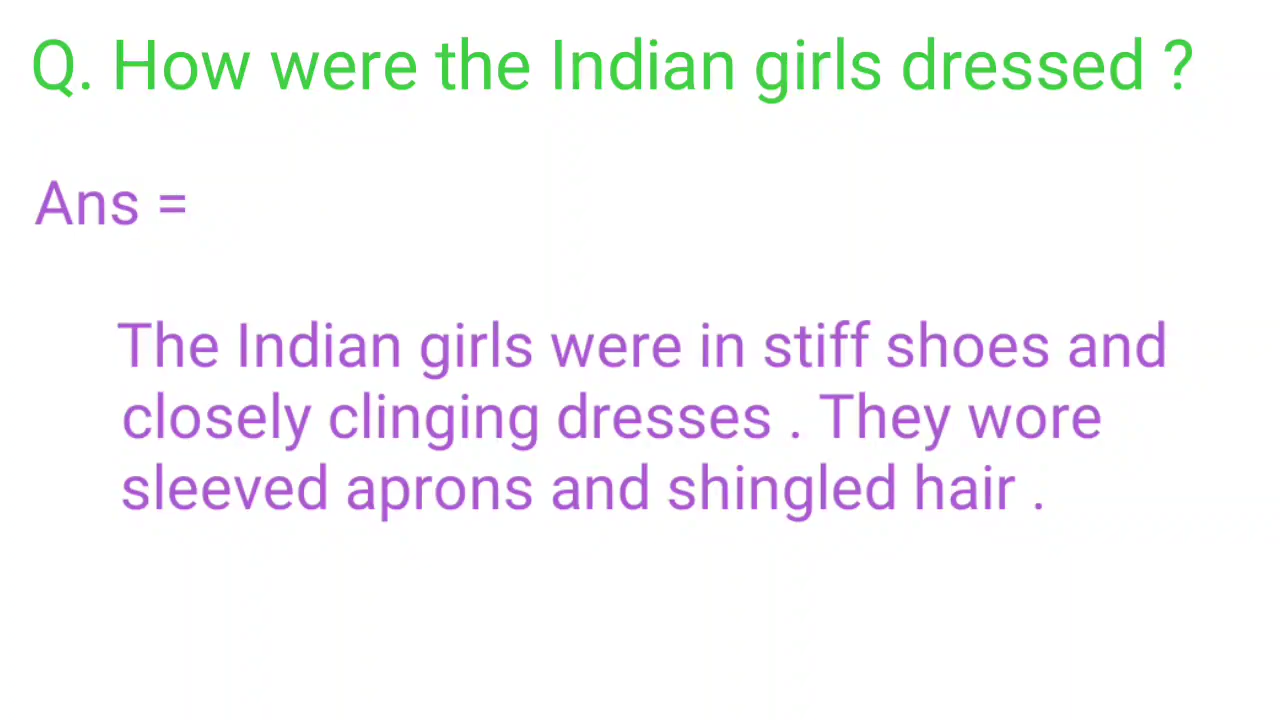 Q. How were the Indian girls dressed ?
Ans =
The Indian girls were in stiff shoes and
closely clinging dresses . They wore
sleeved aprons and shingled hair .